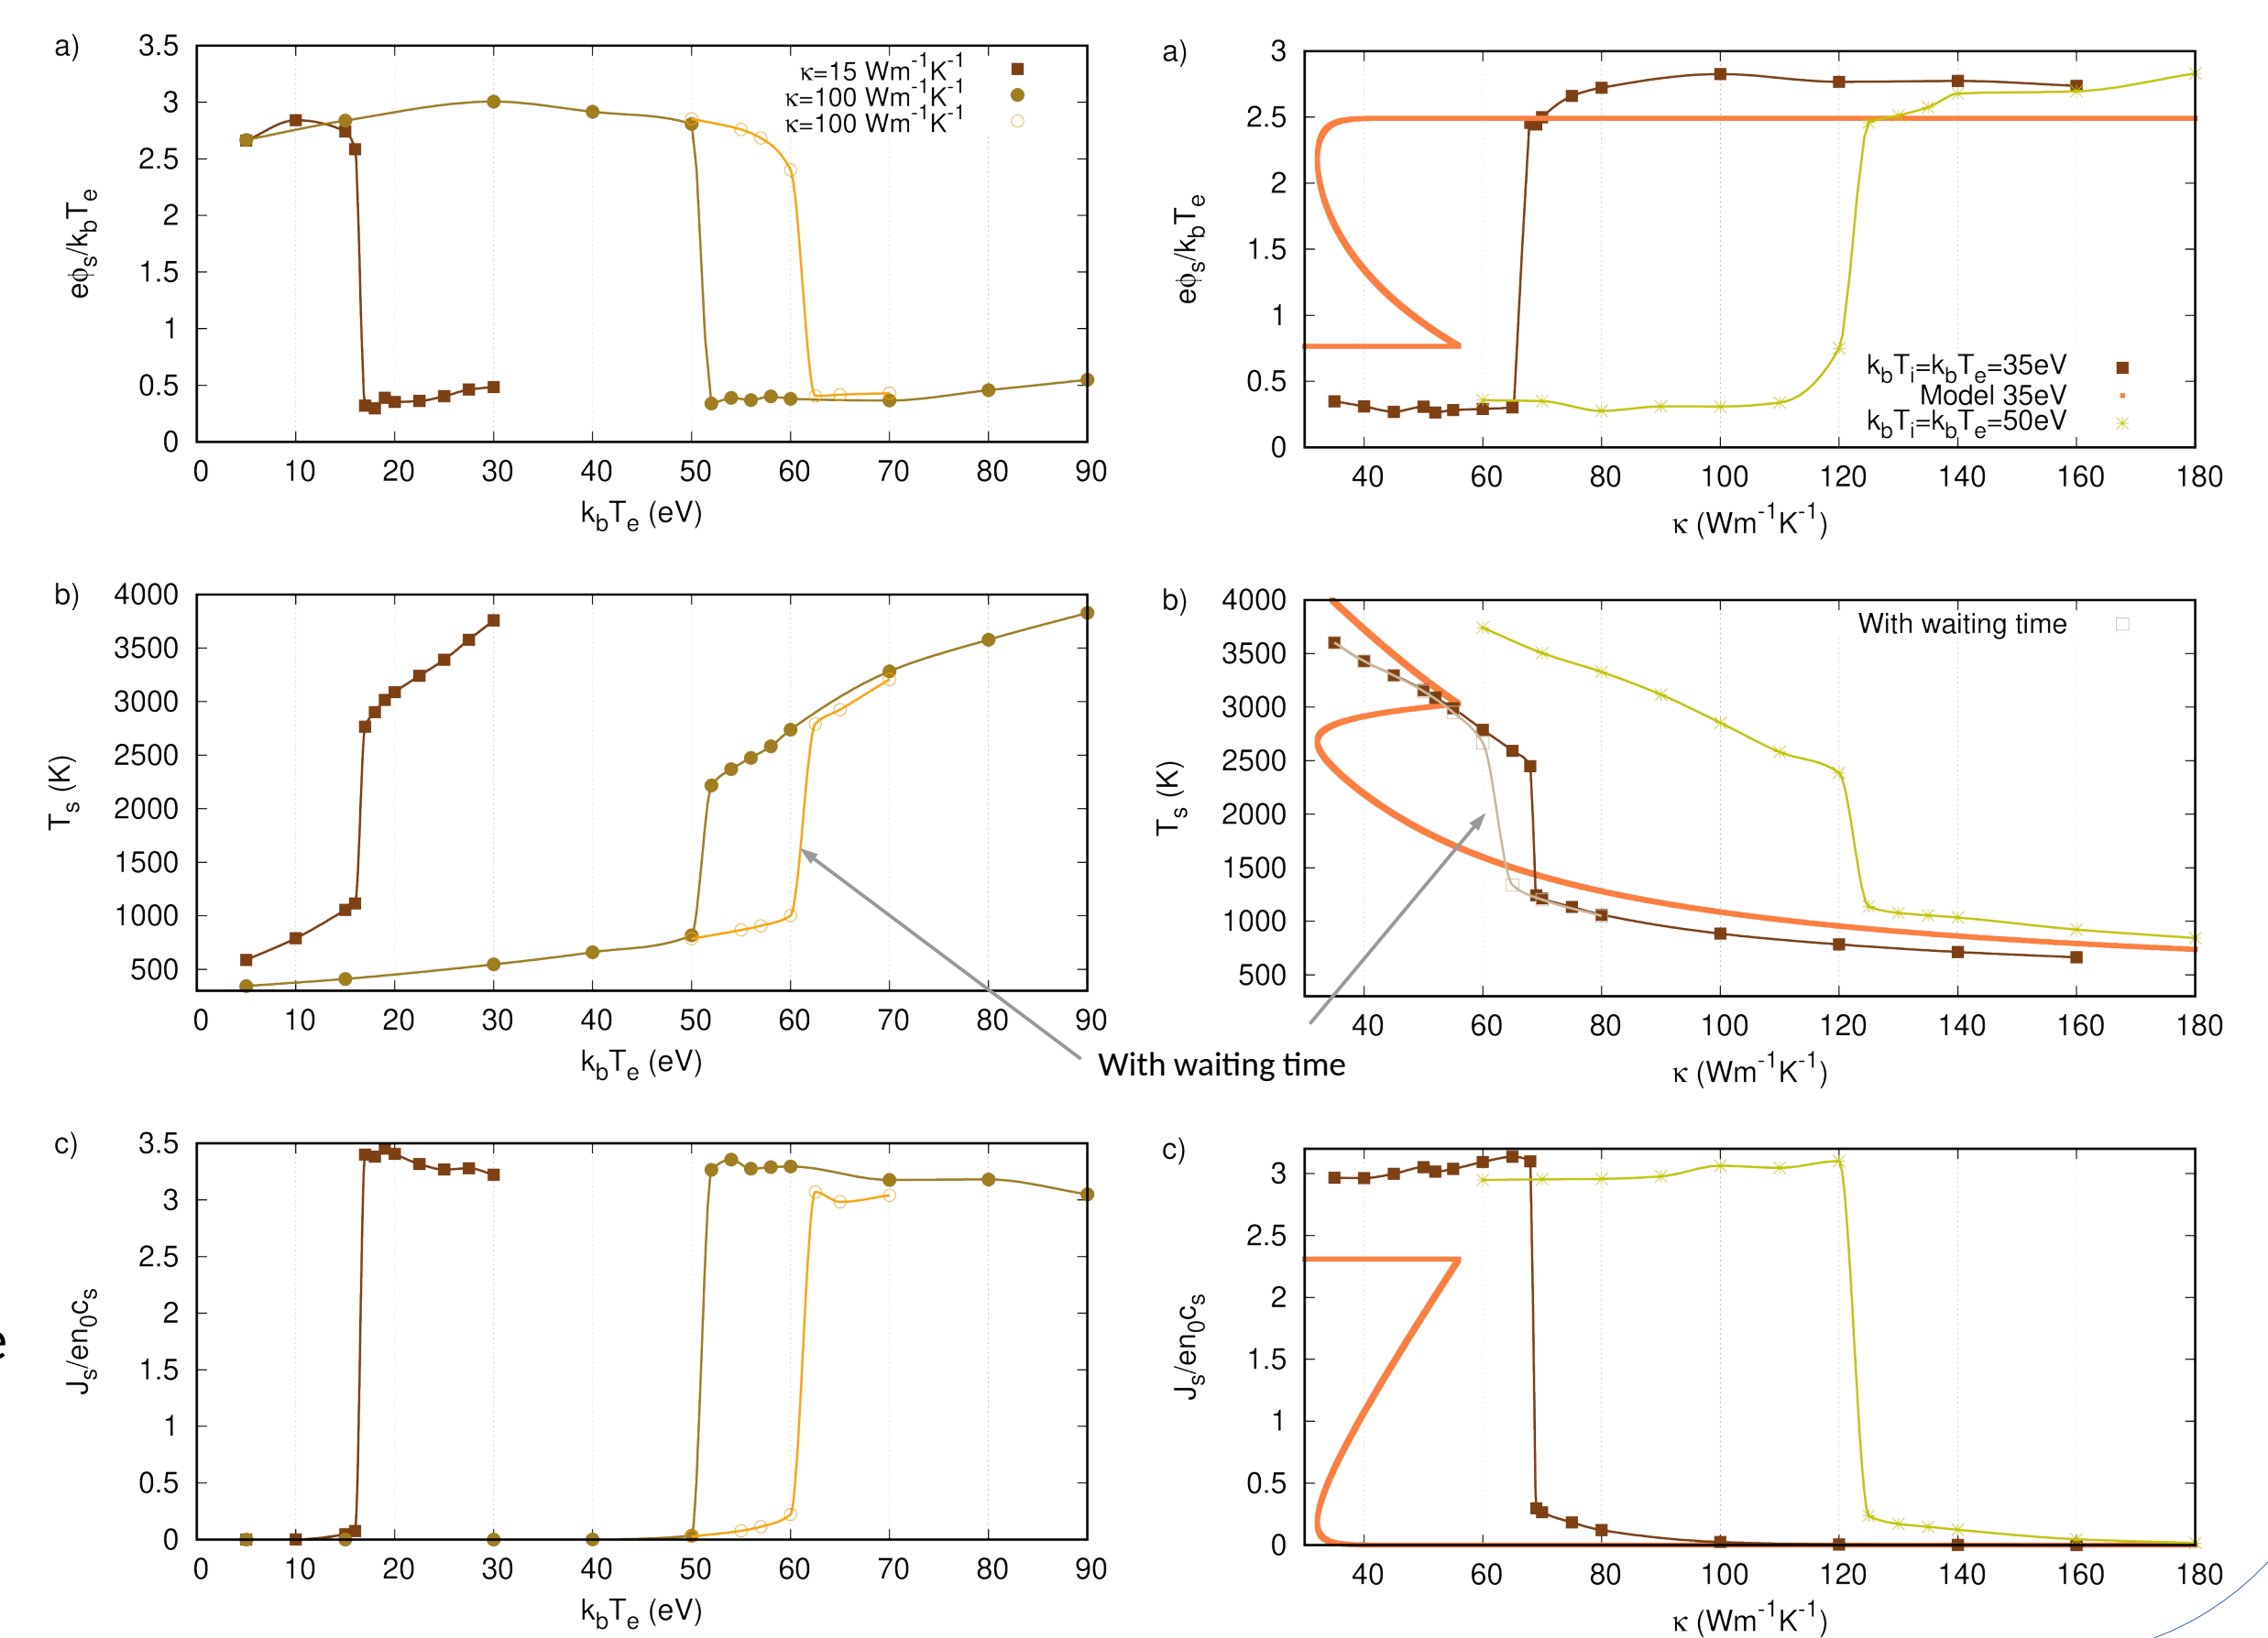 a)
3.5
3
2.5
2
1.5
1
0.5
0
eϕs/kbTe
κ=15 Wm-1K-1
κ=100 Wm-1K-1
κ=100 Wm-1K-1
0 10 20 30 40 50 60 70 80 90
kbTe (eV)
a)
3
2.5
2
1.5
1
0.5
0
eϕs/kbTe
kbTi=kbTe=35eV
Model 35eV
kbTi=kbTe=50eV
40 60 80 100 120 140 160 180
κ (Wm-1K-1)
b)
4000
3500
3000
2500
2000
1500
1000
500
Ts (K)
0 10 20 30 40 50 60 70 80 90
kbTe (eV)
b)
4000
3500
3000
2500
2000
1500
1000
500
Ts (K)
With waiting time
40 60 80 100 120 140 160 180
κ (Wm-1K-1)
With waiting time
c)
3.5
3
2.5
2
1.5
1
0.5
0
Js/en0cs
0 10 20 30 40 50 60 70 80 90
kbTe (eV)
c)
3
2.5
2
1.5
1
0.5
0
Js/en0cs
40 60 80 100 120 140 160 180
κ (Wm-1K-1)
e